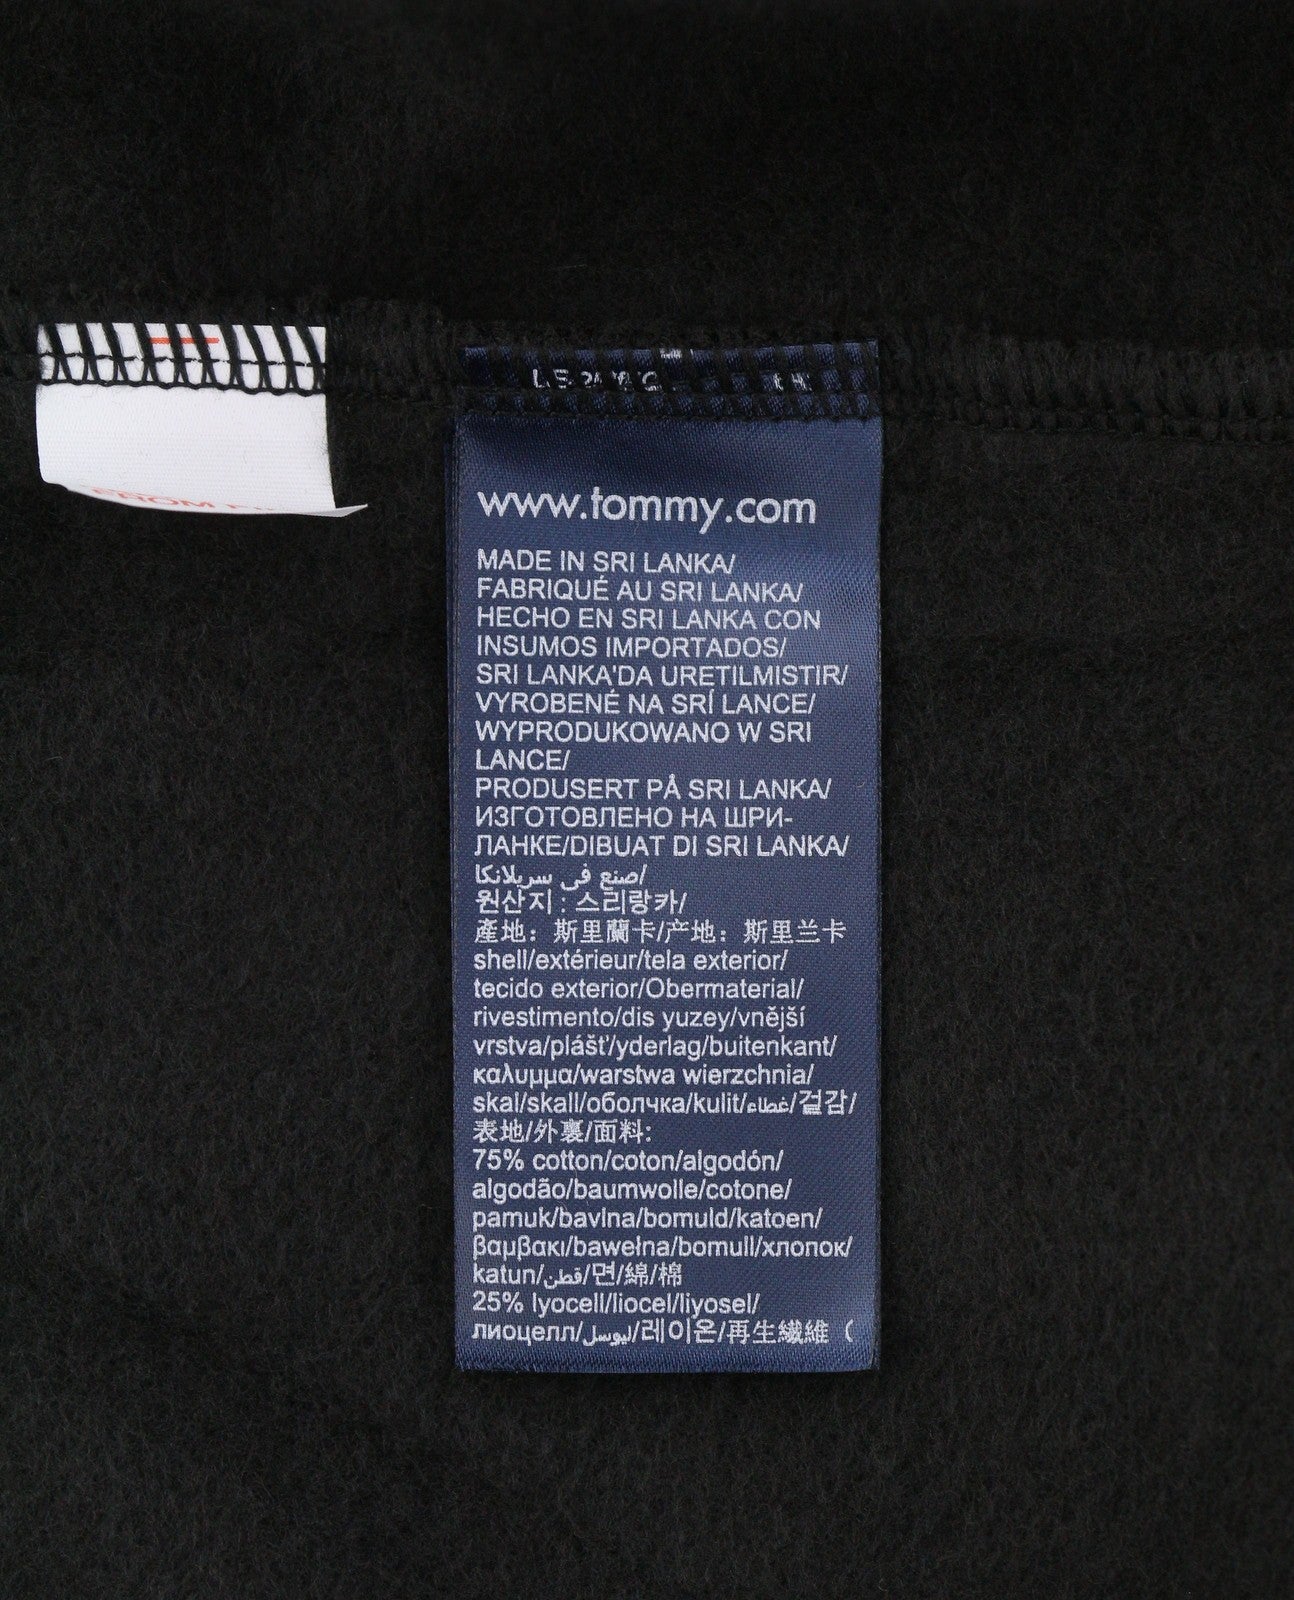 www.tommy.com
MADE IN SRI LANKA/
FABRIQUÉ AU SRI LANKA/
HECHO EN SRI LANKA CON
INSUMOS IMPORTADOS/
SRI LANKA'DA URETILMISTIR/
VYROBENÉ NA SRÍ LANCE/
WYPRODUKOWANO W SRI
LANCE/
PRODUSERT PÅ SRI LANKA/
ИЗГОТОВЛЕНО НА ШРИ-
ЛАНКЕ/DIBUAT DI SRI LANKA/
صنع في سريلانكا/
원산지 : 스리랑카/
產地：斯里蘭卡/产地：斯里兰卡
shell/extérieur/tela exterior/
tecido exterior/Obermaterial/
rivestimento/dis yuzey/vnější
vrstva/plášť/yderlag/buitenkant/
καλυμμα/warstwa wierzchnia/
skal/skall/оболчка/kulit/غطاء/겉감/
表地/外裏/面料:
75% cotton/coton/algodón/
algodão/baumwolle/cotone/
pamuk/bavlna/bomuld/katoen/
βαμβακι/bawełna/bomull/хлопок/
katun/قطن/면/綿/棉
25% lyocell/liocel/liyosel/
лиоцелл/ليوسل/레이온/再生繊維 (
FROM